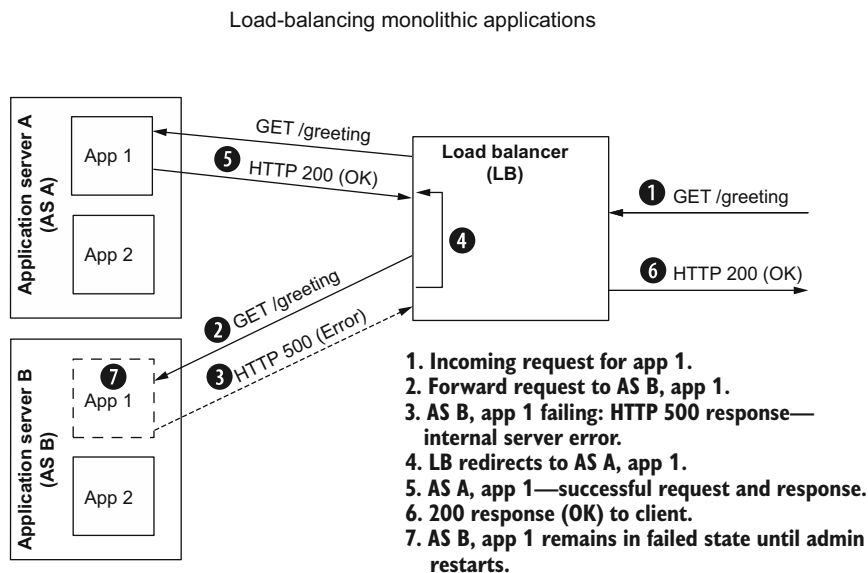 Load-balancing monolithic applications
Application server A
(AS A)
App 1
App 2
GET /greeting
5
HTTP 200 (OK)
Load balancer
(LB)
4
1 GET /greeting
6 HTTP 200 (OK)
2 GET /greeting
3 HTTP 500 (Error)
Application server B
(AS B)
7
App 1
App 2
1. Incoming request for app 1.
2. Forward request to AS B, app 1.
3. AS B, app 1 failing: HTTP 500 response—
internal server error.
4. LB redirects to AS A, app 1.
5. AS A, app 1—successful request and response.
6. 200 response (OK) to client.
7. AS B, app 1 remains in failed state until admin
restarts.